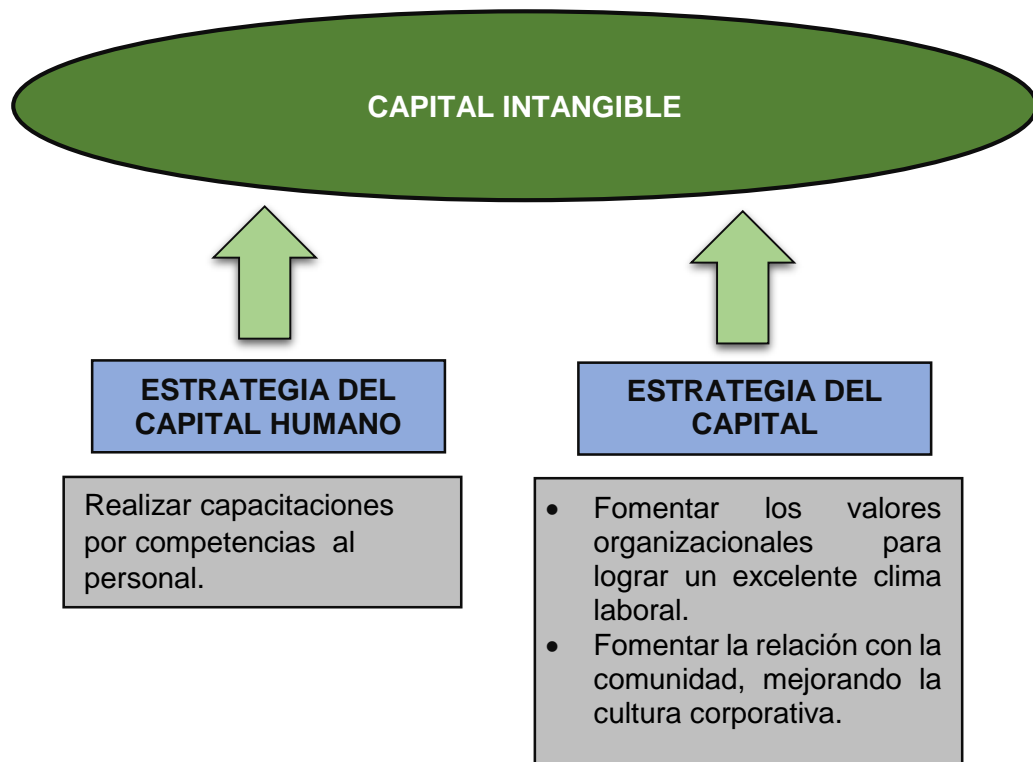 CAPITAL INTANGIBLE
ESTRATEGIA DEL
CAPITAL HUMANO
Realizar capacitaciones
por competencias al
personal.
ESTRATEGIA DEL
CAPITAL
• Fomentar los valores
organizacionales para
lograr un excelente clima
laboral.
• Fomentar la relación con la
comunidad, mejorando la
cultura corporativa.